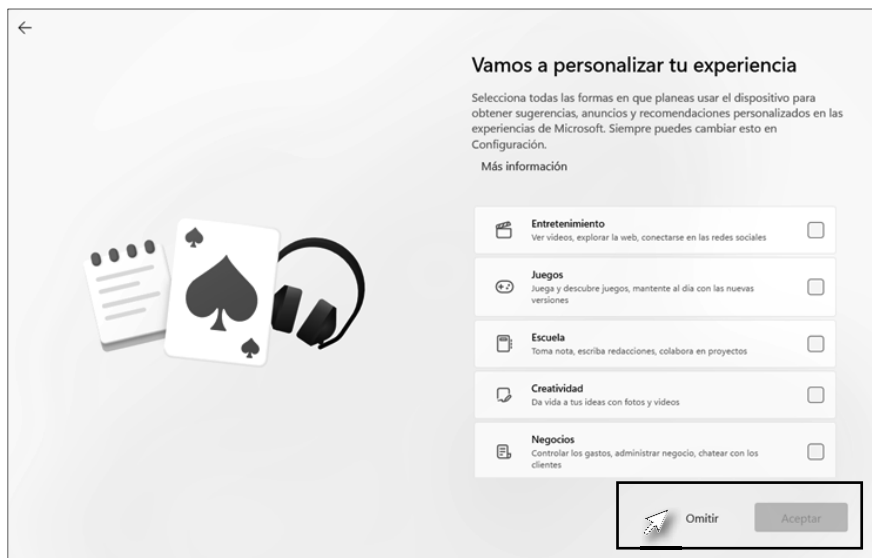 Vamos a personalizar tu experiencia
Selecciona todas las formas en que planeas usar el dispositivo para
obtener sugerencias, anuncios y recomendaciones personalizados en las
experiencias de Microsoft. Siempre puedes cambiar esto en
Configuración.
Más información
Entretenimiento
Ver videos, explorar la web, conectarse en las redes sociales
Juegos
Juega y descubre juegos, mantente al día con las nuevas
versiones
Escuela
Toma nota, escriba redacciones, colabora en proyectos
Creatividad
Da vida a tus ideas con fotos y videos
Negocios
Controlar los gastos, administrar negocio, chatear con los
clientes
Omitir
Aceptar